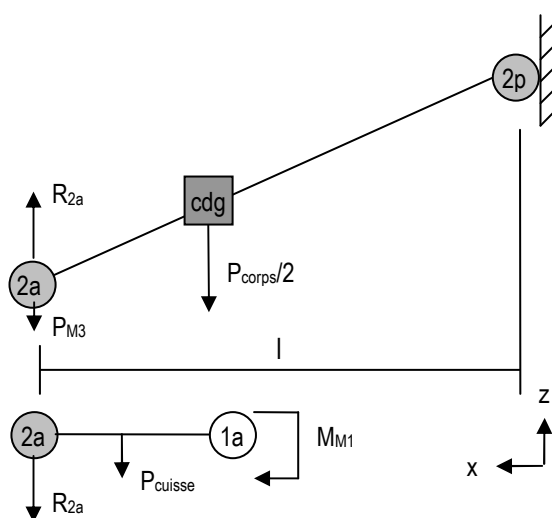 2p
R2a
cdg
2a
Pcorps/2
PM3
l
z
2a
1a
MM1
x
Pcuisse
R2a